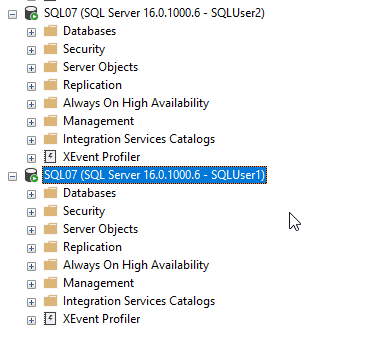 SQL07 (SQL Server 16.0.1000.6 - SQLUser2)
Databases
Security
Server Objects
Replication
Always On High Availability
Management
Integration Services Catalogs
XEvent Profiler
SQL07 (SQL Server 16.0.1000.6 - SQLUser1)
Databases
Security
Server Objects
Replication
Always On High Availability
Management
Integration Services Catalogs
XEvent Profiler